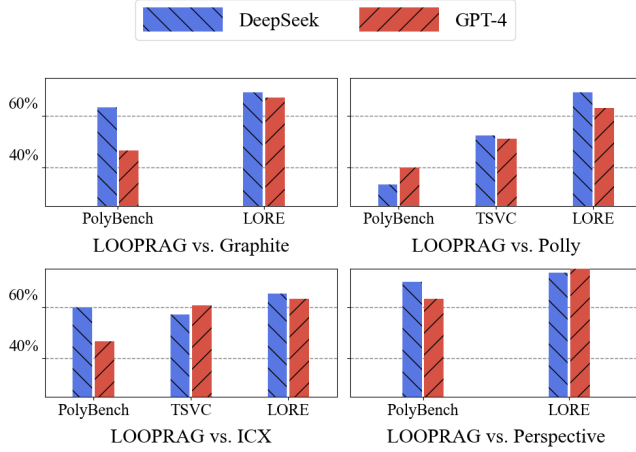 DeepSeek GPT-4
60%
40%
PolyBench LORE
LOOPRAG vs. Graphite
PolyBench TSVC LORE
LOOPRAG vs. Polly
60%
40%
PolyBench TSVC LORE
LOOPRAG vs. ICX
PolyBench LORE
LOOPRAG vs. Perspective